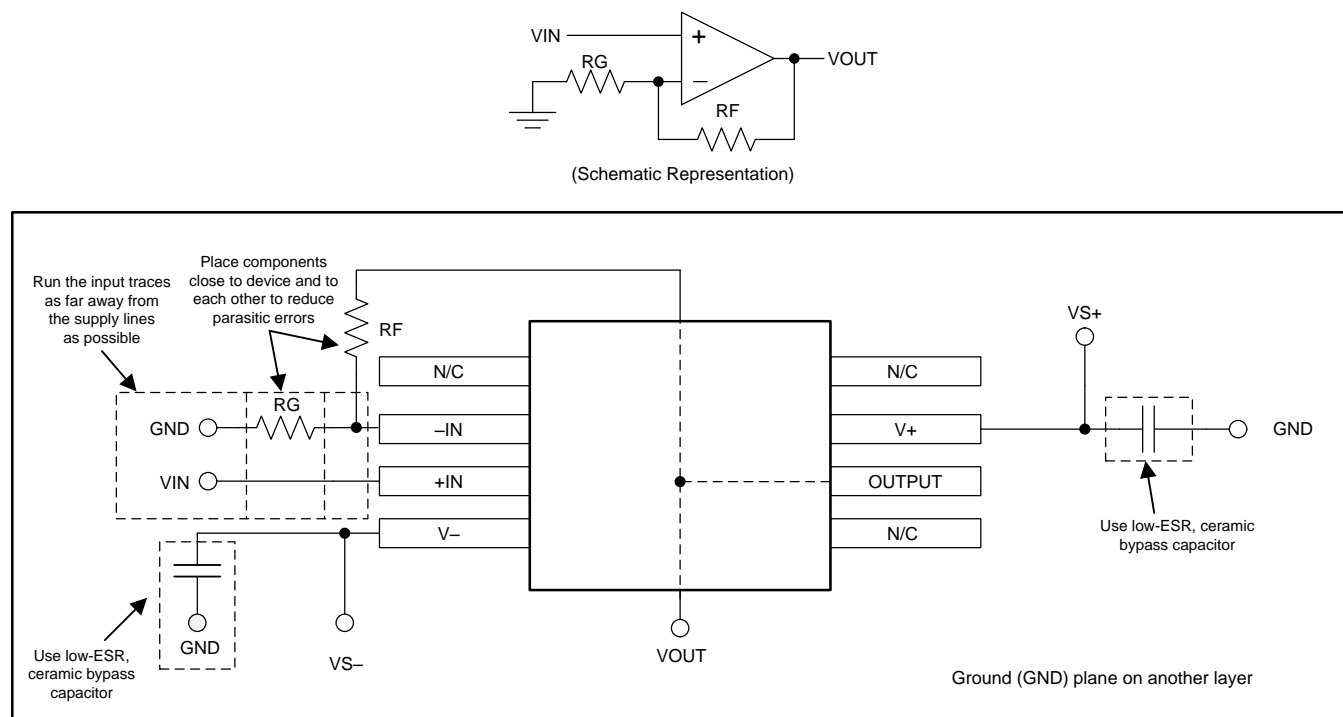 VIN
+
RG
–
VOUT
RF
(Schematic Representation)
Run the input traces
as far away from
the supply lines
as possible
Place components
close to device and to
each other to reduce
parasitic errors
RF
VS+
N/C
N/C
RG
GND
–IN
V+
GND
VIN
+IN
OUTPUT
V–
N/C
Use low-ESR, ceramic
bypass capacitor
GND
Use low-ESR,
ceramic bypass
capacitor
VS–
VOUT
Ground (GND) plane on another layer